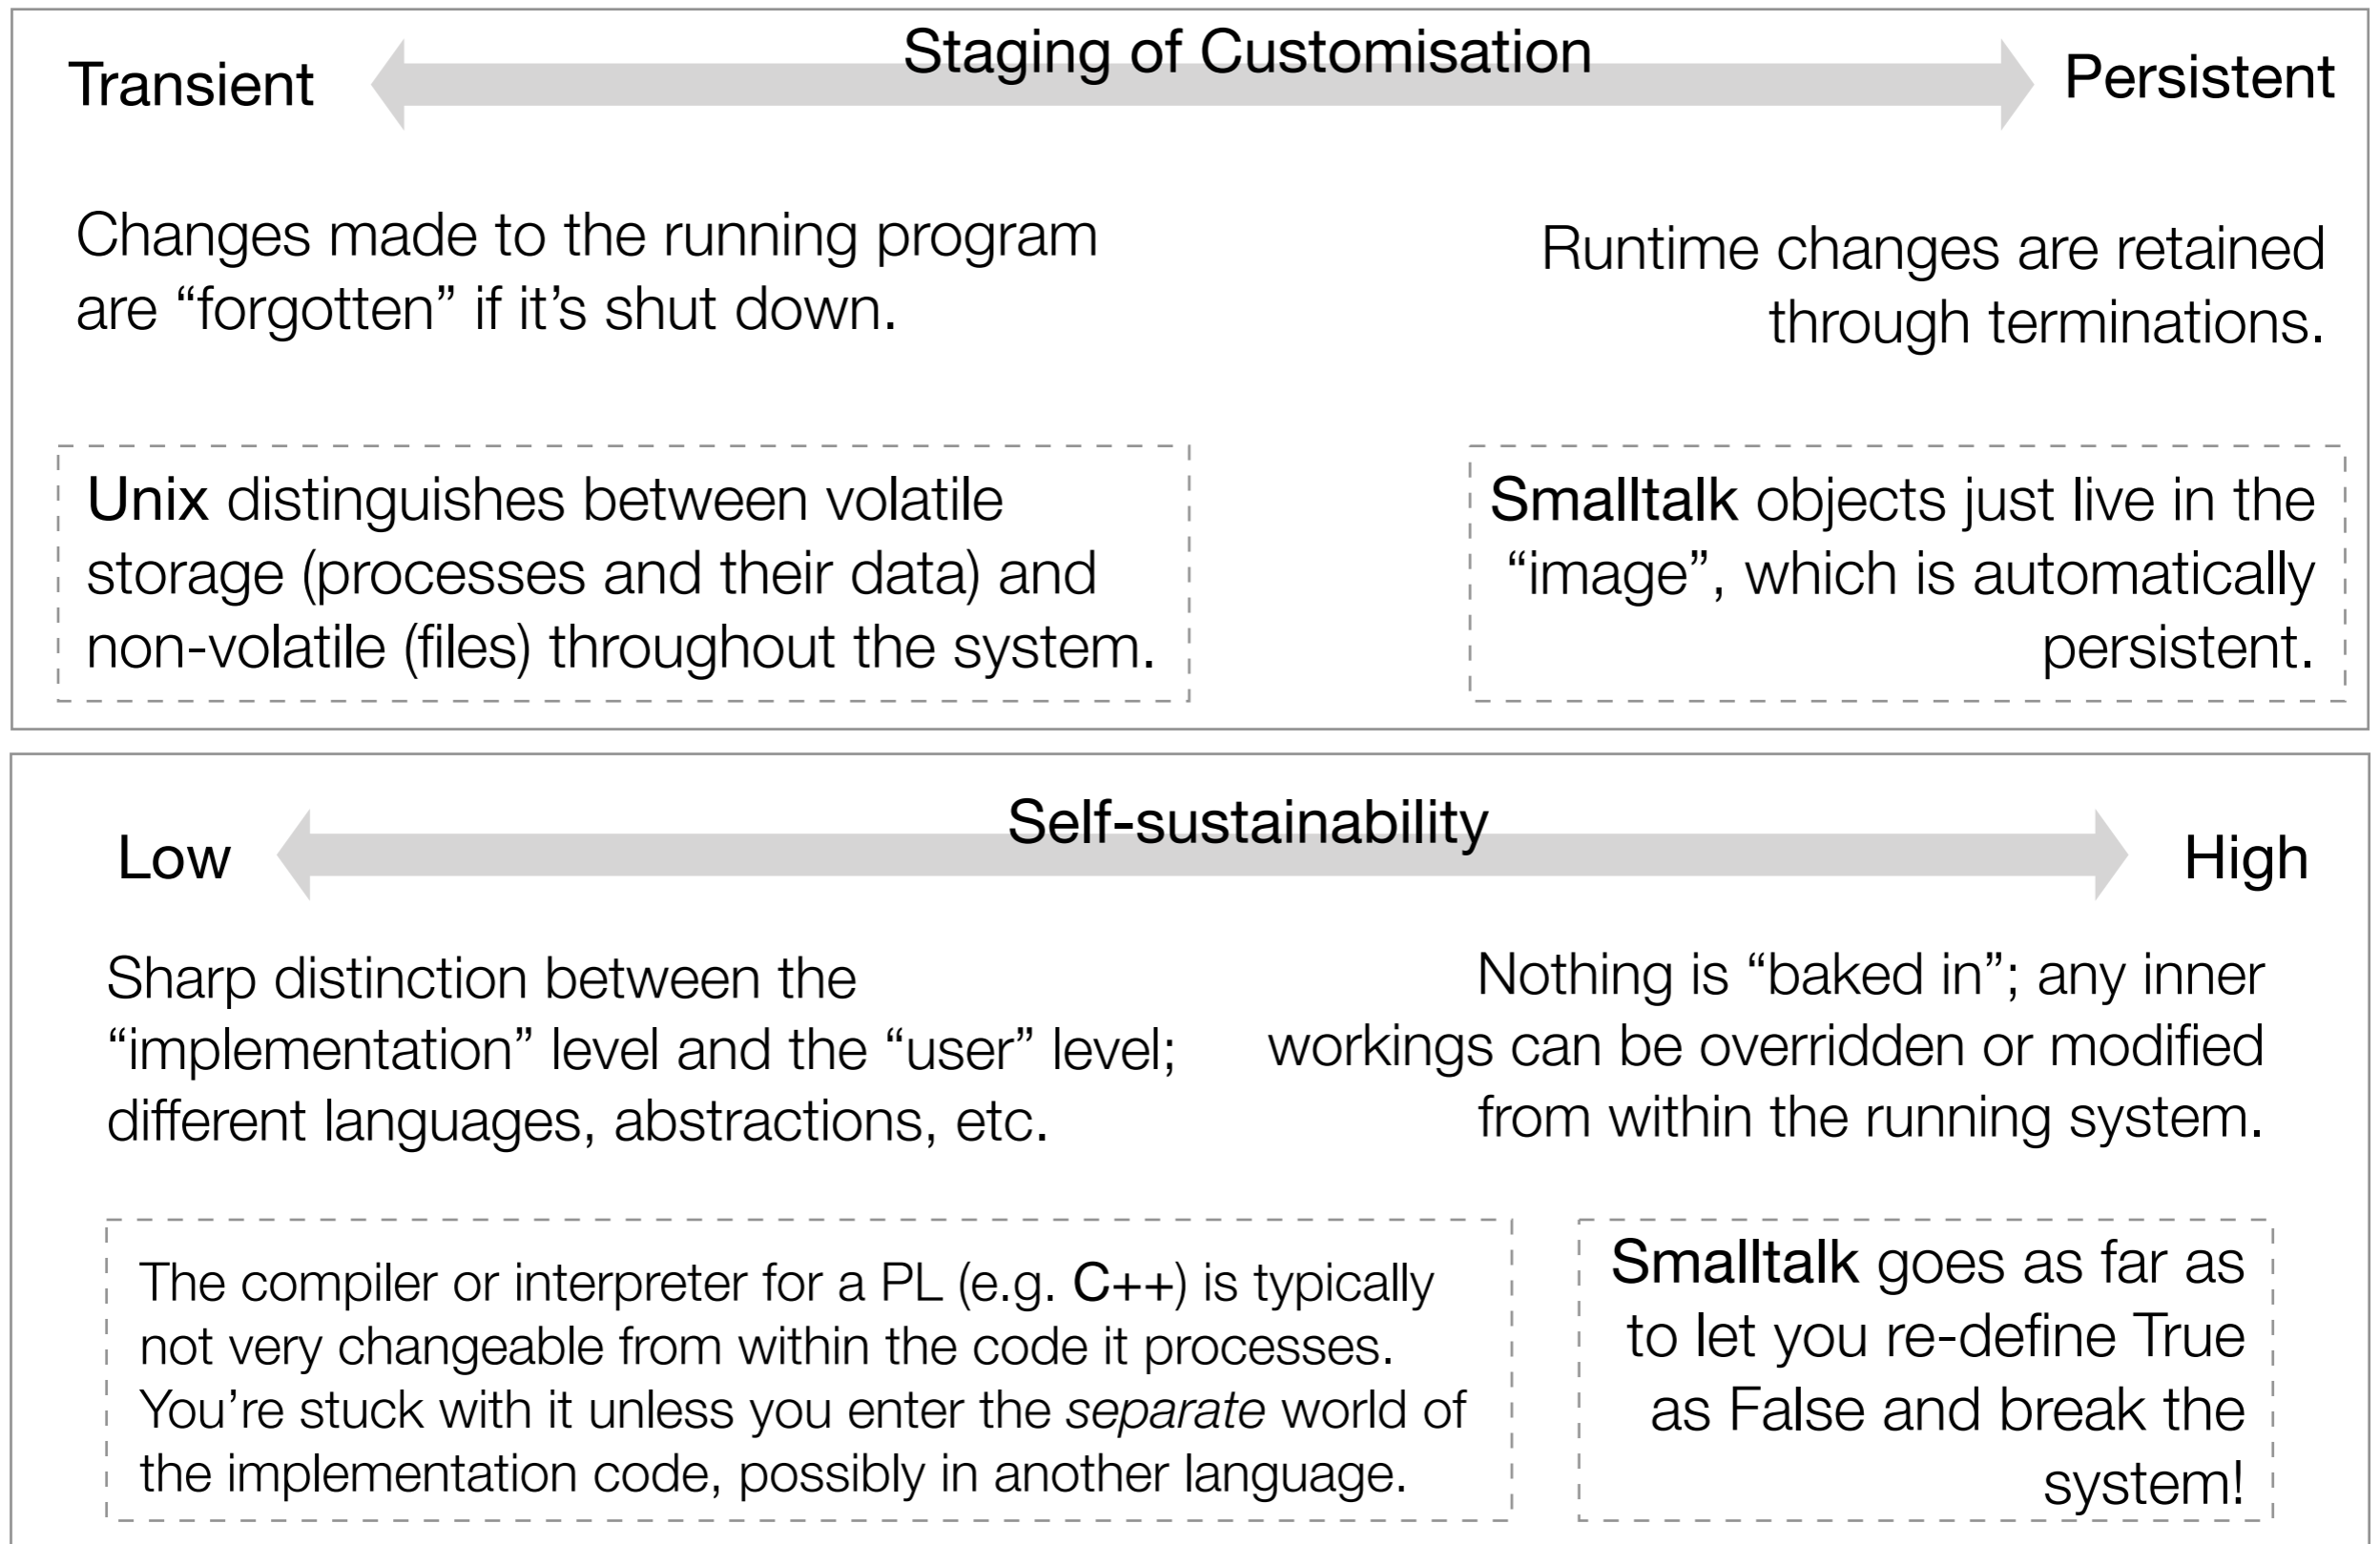 Staging of Customisation
Transient
Persistent
Changes made to the running program
are “forgotten” if it’s shut down.
Runtime changes are retained
through terminations.
Unix distinguishes between volatile
storage (processes and their data) and
non-volatile (files) throughout the system.
Smalltalk objects just live in the
“image”, which is automatically
persistent.
Self-sustainability
Low
High
Sharp distinction between the
“implementation” level and the “user” level;
different languages, abstractions, etc.
Nothing is “baked in”; any inner
workings can be overridden or modified
from within the running system.
The compiler or interpreter for a PL (e.g. C++) is typically
not very changeable from within the code it processes.
You’re stuck with it unless you enter the separate world of
the implementation code, possibly in another language.
Smalltalk goes as far as
to let you re-define True
as False and break the
system!